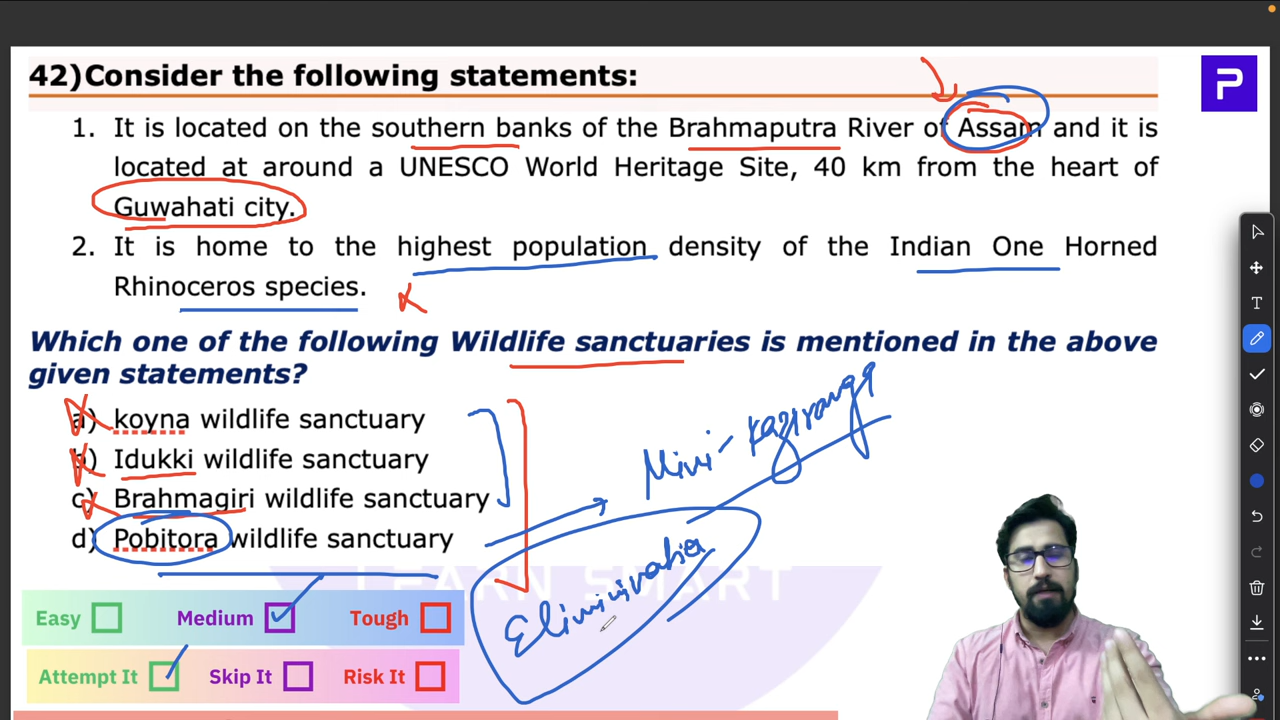 42)Consider the following statements:
1. It is located on the southern banks of the Brahmaputra River of Assam and it is
located at around a UNESCO World Heritage Site, 40 km from the heart of
Guwahati city.
2. It is home to the highest population density of the Indian One Horned
Rhinoceros species.
Which one of the following Wildlife sanctuaries is mentioned in the above
given statements?
a) koyna wildlife sanctuary
b) Idukki wildlife sanctuary
c) Brahmagiri wildlife sanctuary
d) Pobitora wildlife sanctuary
Mini-Kaziranga
LEARN SMART
Easy Medium Tough
Attempt It Skip It Risk It
P
T